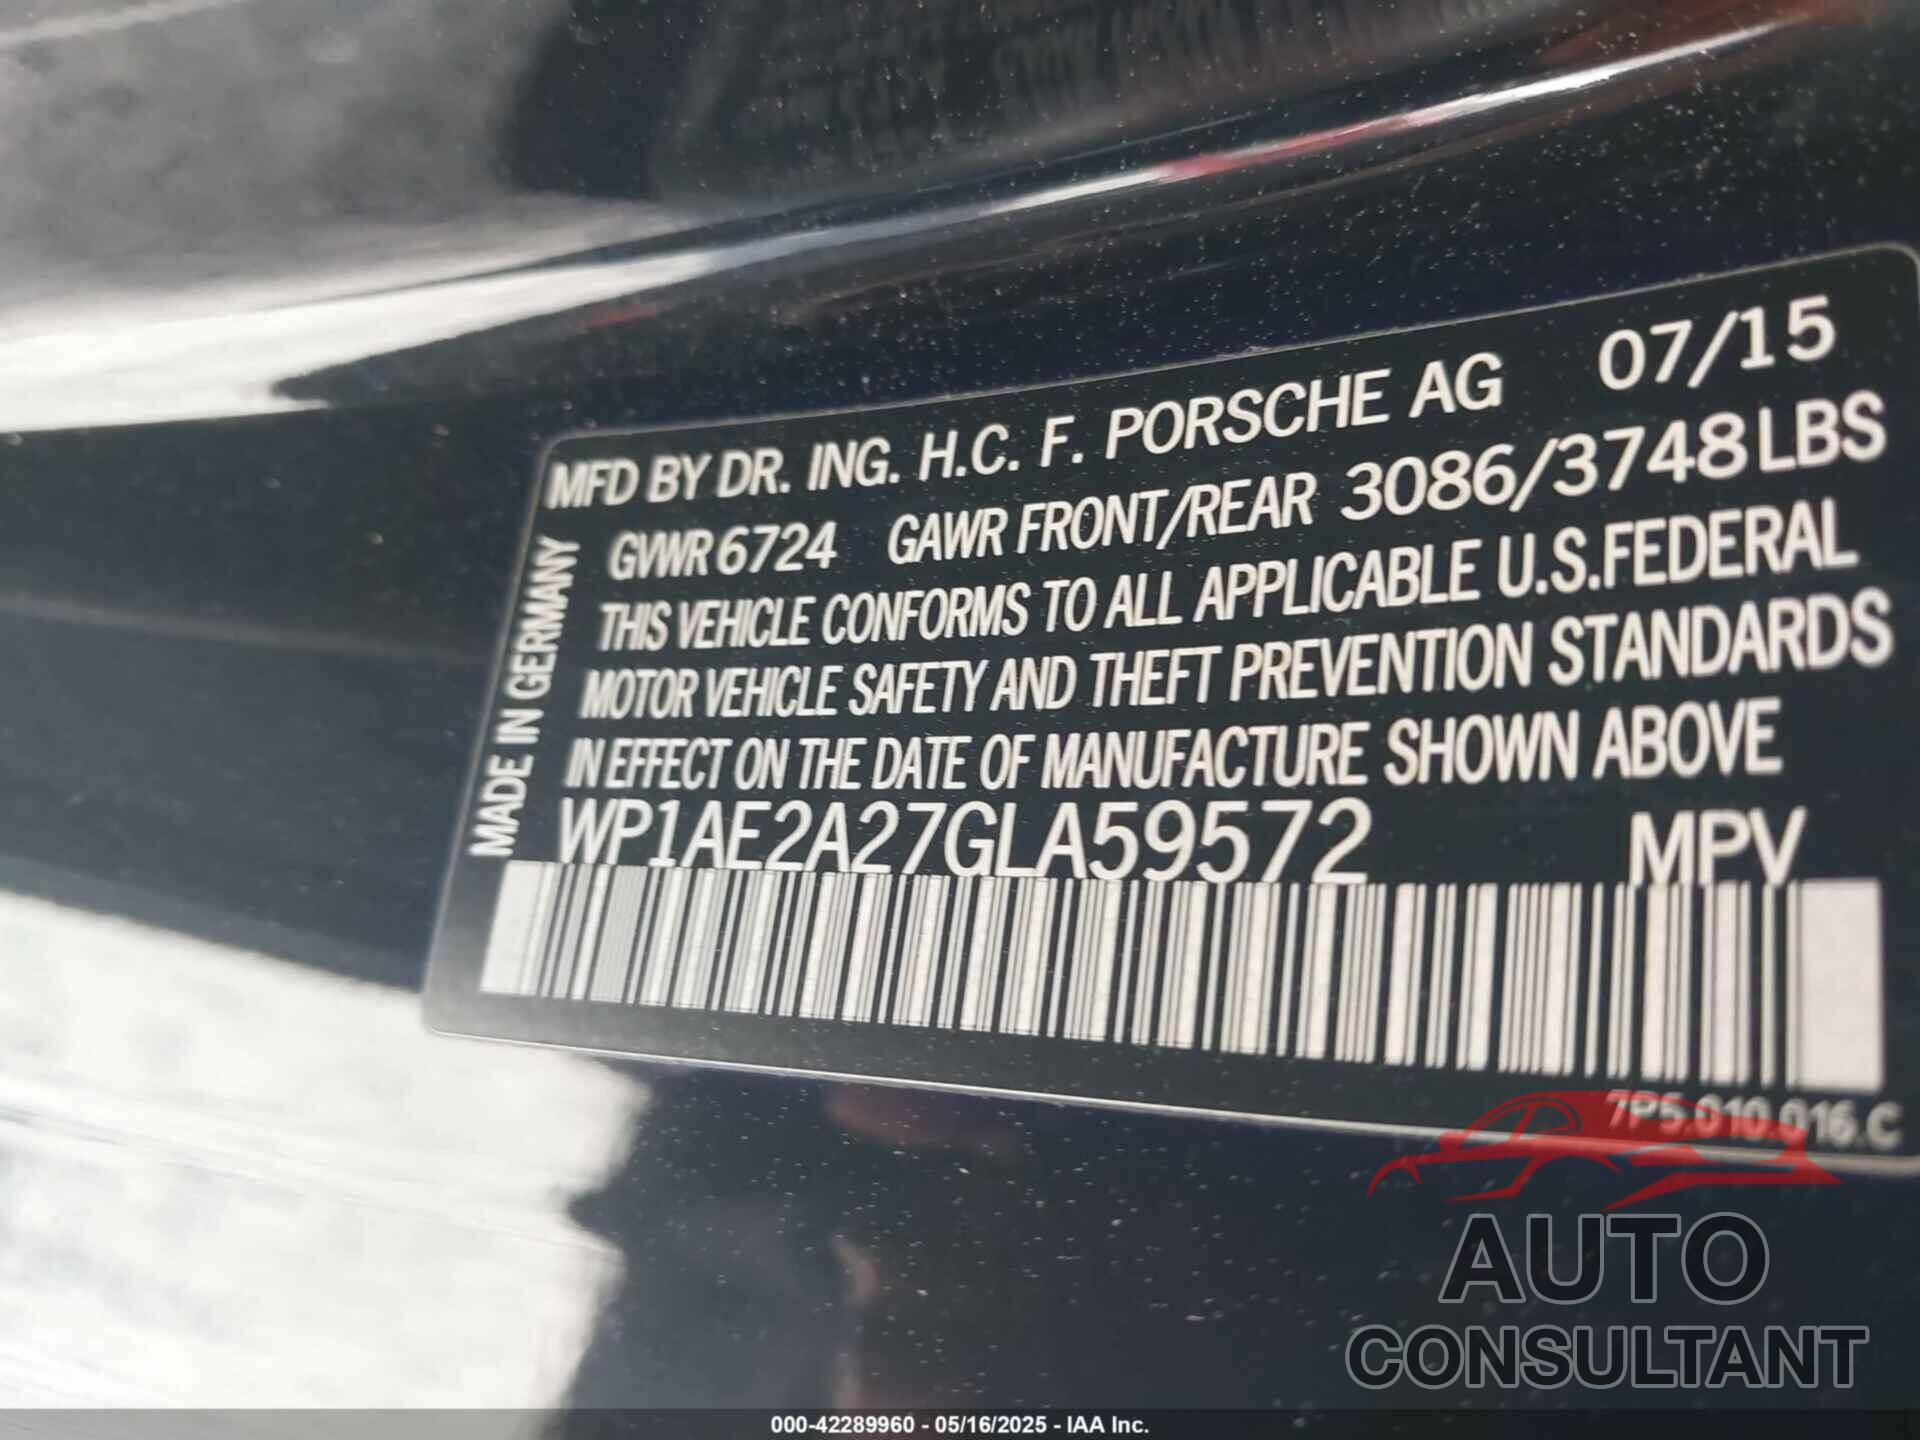 MFD BY DR. ING. H.C. F. PORSCHE AG 07/15
GVWR 6724 GAWR FRONT/REAR 3086/3748 LBS
THIS VEHICLE CONFORMS TO ALL APPLICABLE U.S.FEDERAL
MOTOR VEHICLE SAFETY AND THEFT PREVENTION STANDARDS
IN EFFECT ON THE DATE OF MANUFACTURE SHOWN ABOVE
WP1AE2A27GLA59572 MPV
MADE IN GERMANY
7P5.010.016.C
AUTO
CONSULTANT
000-42289960 - 05/16/2025 - IAA Inc.